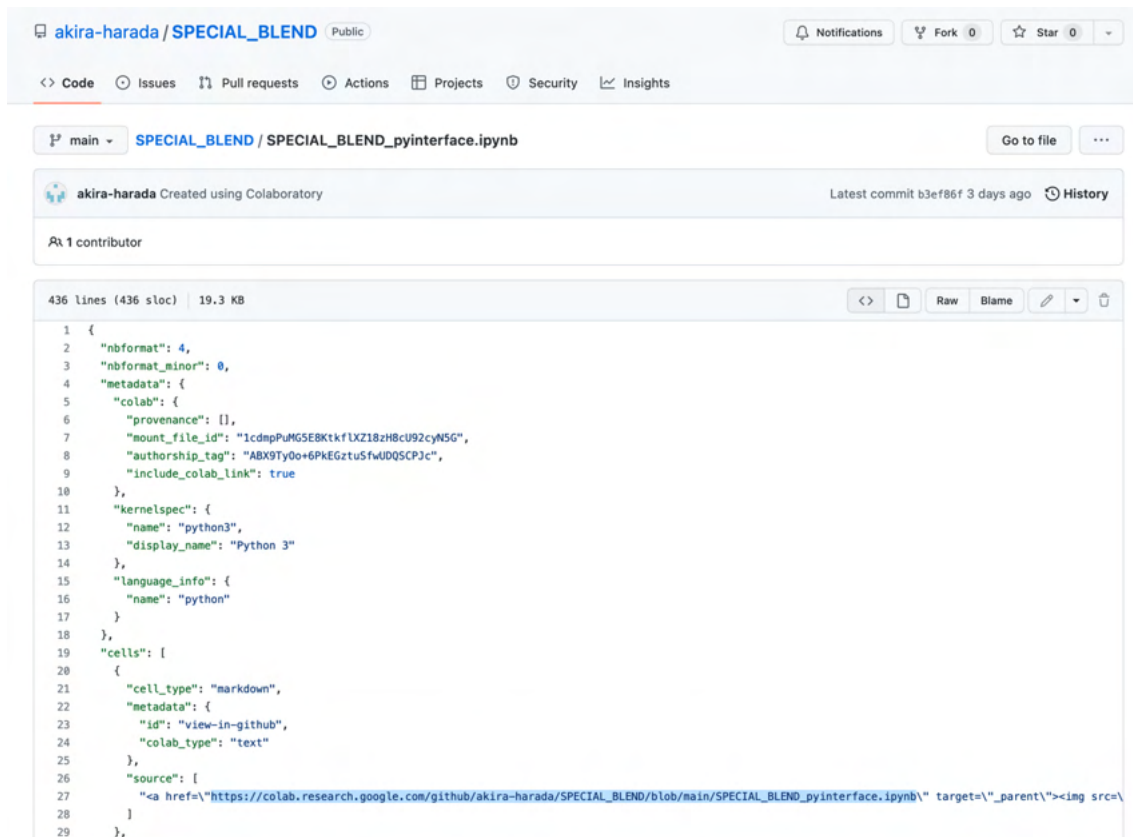 akira-harada / SPECIAL_BLEND Public
Notifications Fork 0 Star 0
Code Issues Pull requests Actions Projects Security Insights
main SPECIAL_BLEND / SPECIAL_BLEND_pyinterface.ipynb Go to file ...
akira-harada Created using Colaboratory Latest commit b3ef86f 3 days ago History
1 contributor
436 lines (436 sloc) 19.3 KB <> Raw Blame
1 {
2 "nbformat": 4,
3 "nbformat_minor": 0,
4 "metadata": {
5 "colab": {
6 "provenance": [],
7 "mount_file_id": "1cdmpPuMG5E8KtkflXZ18zH8cU92cyN5G",
8 "authorship_tag": "ABX9TyOo+6PkEGztuSfwUDQSCPJc",
9 "include_colab_link": true
10 },
11 "kernelspec": {
12 "name": "python3",
13 "display_name": "Python 3"
14 },
15 "language_info": {
16 "name": "python"
17 }
18 },
19 "cells": [
20 {
21 "cell_type": "markdown",
22 "metadata": {
23 "id": "view-in-github",
24 "colab_type": "text"
25 },
26 "source": [
27 "<a href=\"https://colab.research.google.com/github/akira-harada/SPECIAL_BLEND/blob/main/SPECIAL_BLEND_pyinterface.ipynb\" target=\"_parent\"><img src=\
28 ]
29 },